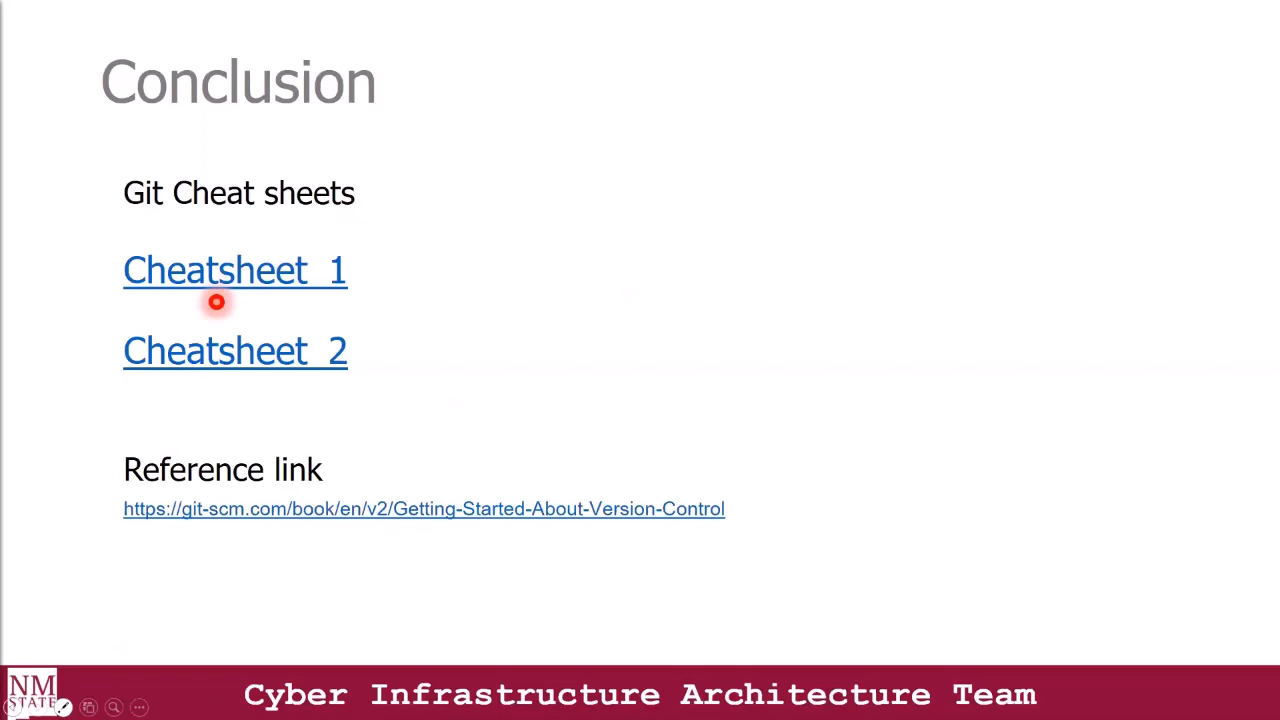 Conclusion
Git Cheat sheets
Cheatsheet_1
Cheatsheet_2
Reference link
https://git-scm.com/book/en/v2/Getting-Started-About-Version-Control
NM
STATE
Cyber Infrastructure Architecture Team